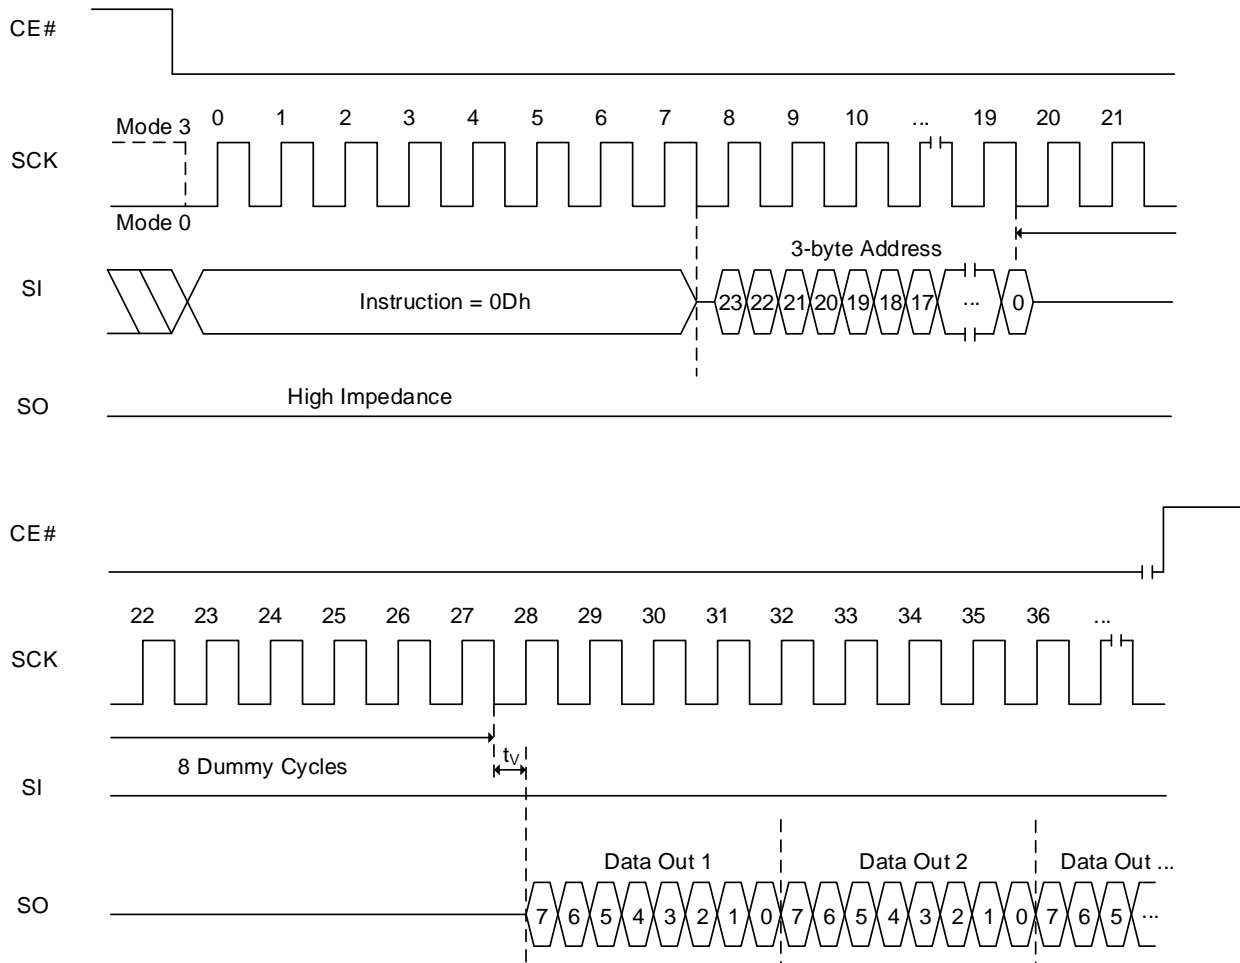 CE#
Mode 3
0 1 2 3 4 5 6 7 8 9 10 ... 19 20 21
SCK
Mode 0
3-byte Address
SI
Instruction = 0Dh
23 22 21 20 19 18 17 ... 0
High Impedance
SO
CE#
22 23 24 25 26 27 28 29 30 31 32 33 34 35 36 ...
SCK
tV
8 Dummy Cycles
SI
Data Out 1 Data Out 2 Data Out ...
SO
7 6 5 4 3 2 1 0 7 6 5 4 3 2 1 0 7 6 5 ...